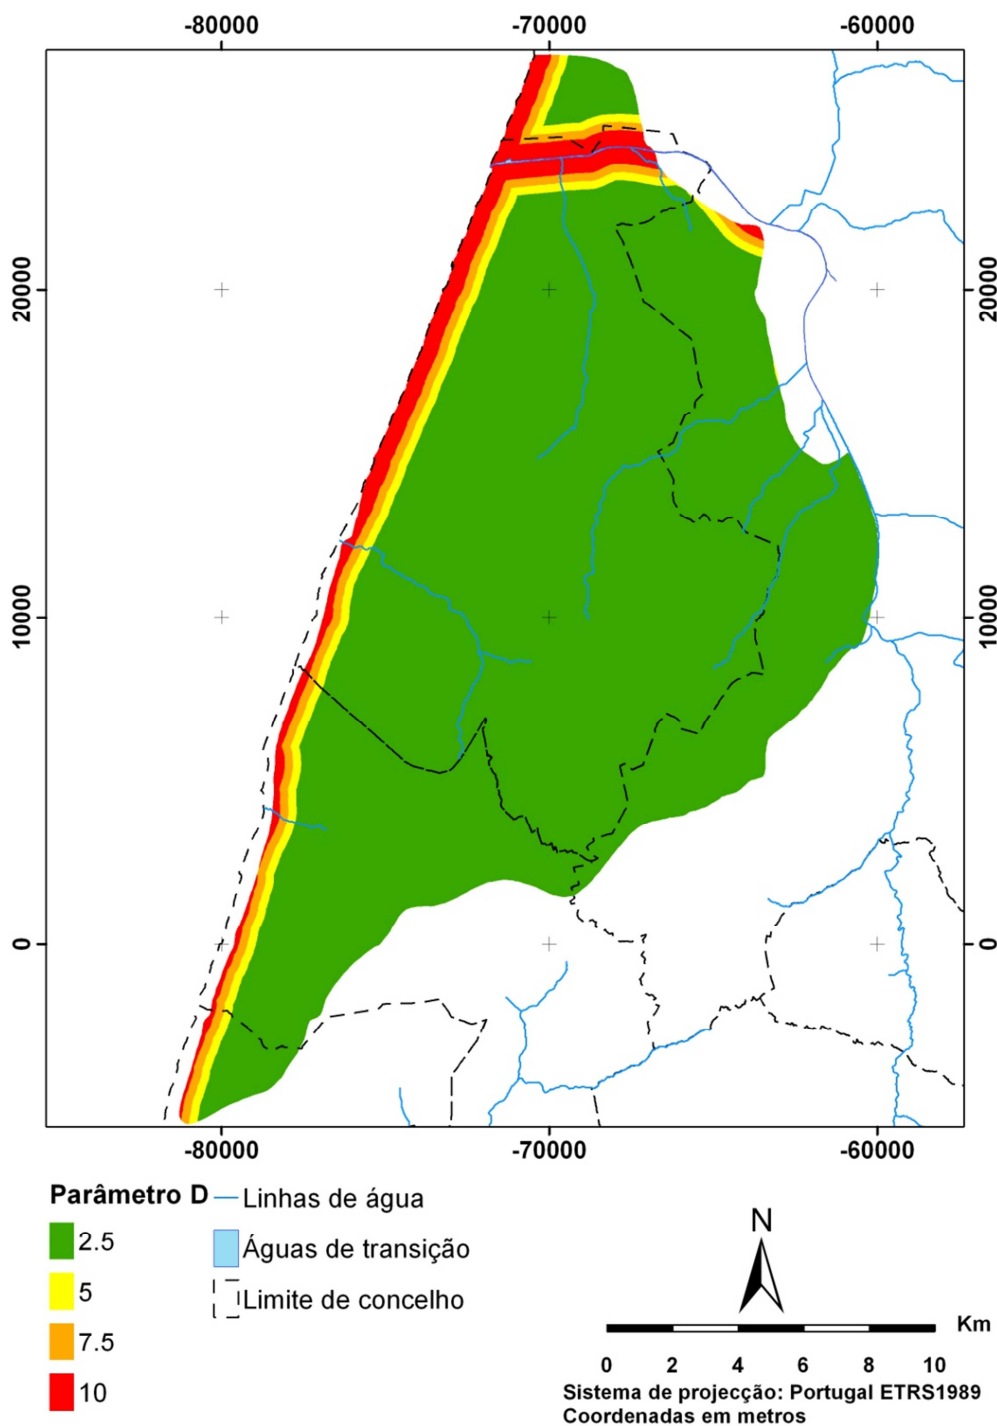 -80000 -70000 -60000
20000 20000
10000 10000
0 0
-80000 -70000 -60000
Parâmetro D
2.5
5
7.5
10
Linhas de água
Águas de transição
Limite de concelho
N
Km
0 2 4 6 8 10
Sistema de projecção: Portugal ETRS1989
Coordenadas em metros